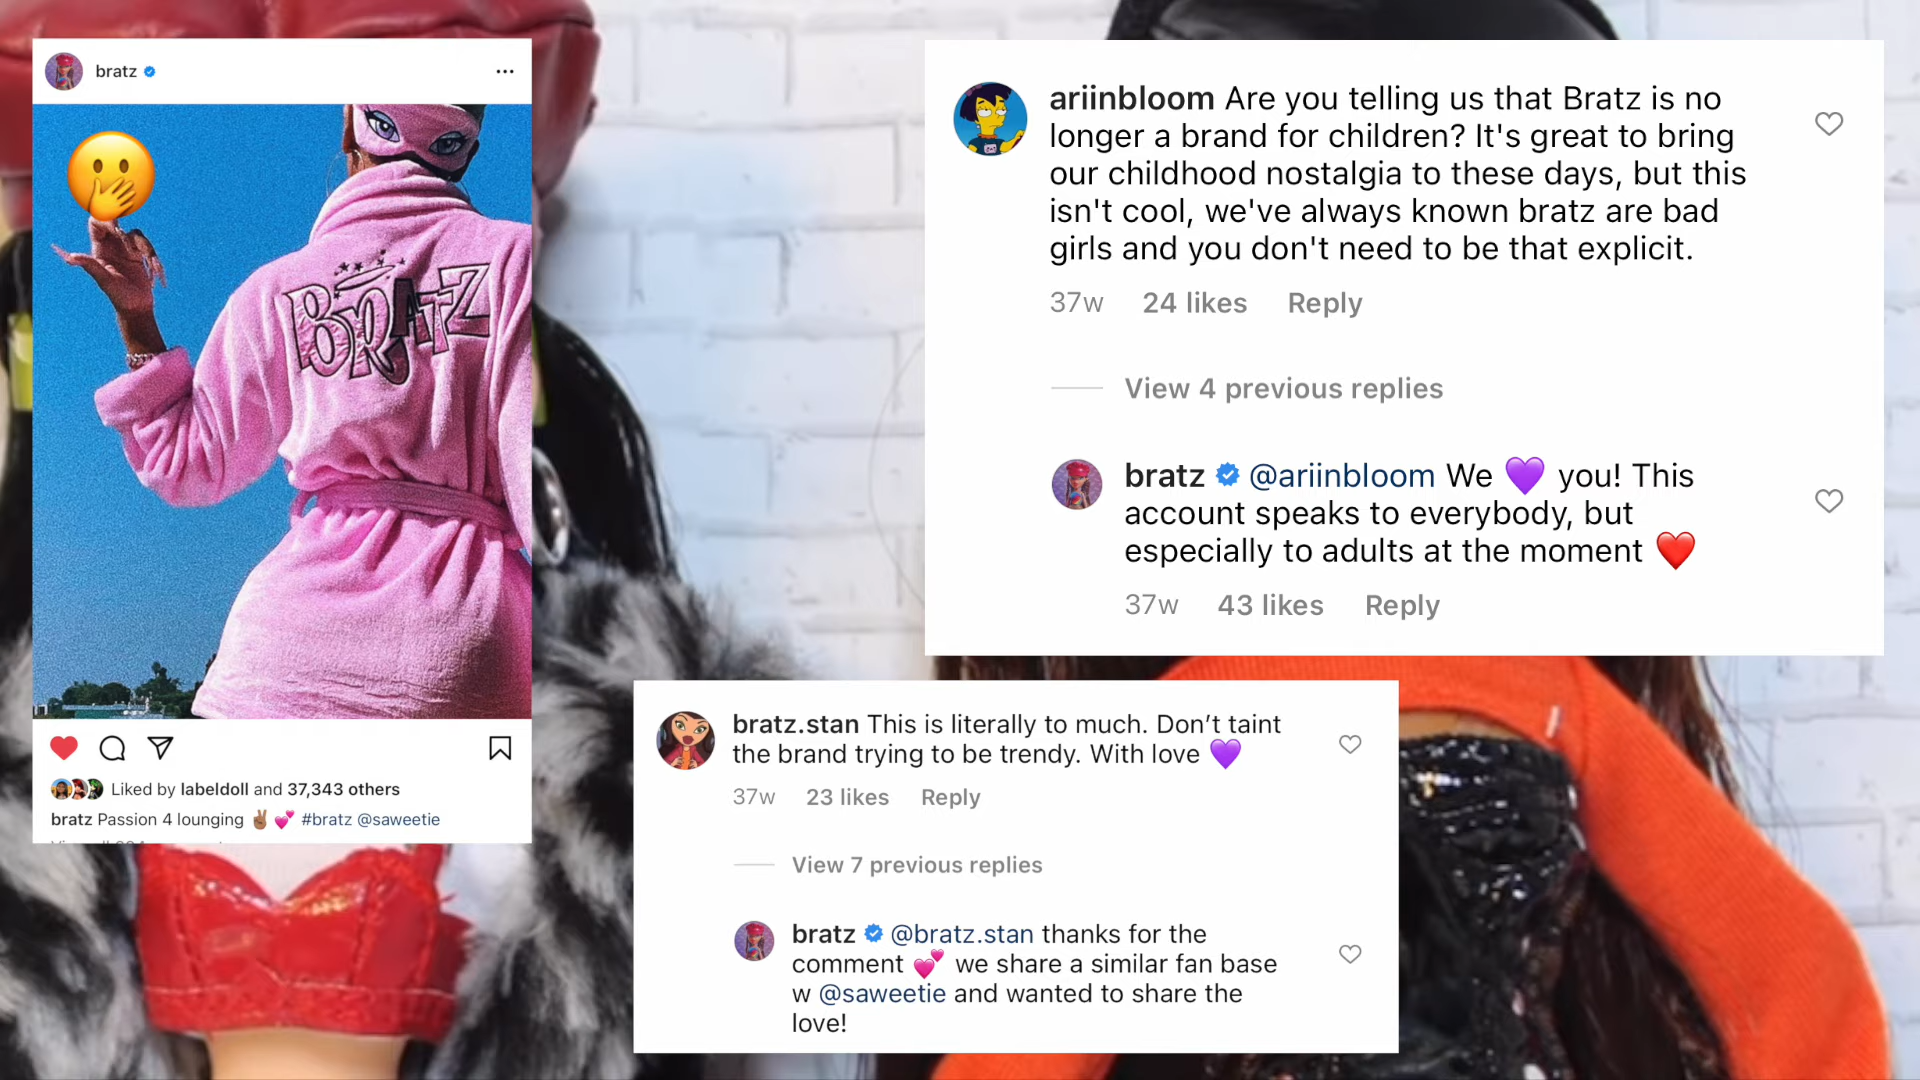 bratz
BRATZ
Liked by labeldoll and 37,343 others
bratz Passion 4 lounging ✌🏾 💕 #bratz @saweetie
ariinbloom Are you telling us that Bratz is no
longer a brand for children? It's great to bring
our childhood nostalgia to these days, but this
isn't cool, we've always known bratz are bad
girls and you don't need to be that explicit.
37w 24 likes Reply
View 4 previous replies
bratz @ariinbloom We 💜 you! This
account speaks to everybody, but
especially to adults at the moment ❤️
37w 43 likes Reply
bratz.stan This is literally to much. Don’t taint
the brand trying to be trendy. With love 💜
37w 23 likes Reply
View 7 previous replies
bratz @bratz.stan thanks for the
comment 💕 we share a similar fan base
w @saweetie and wanted to share the
love!